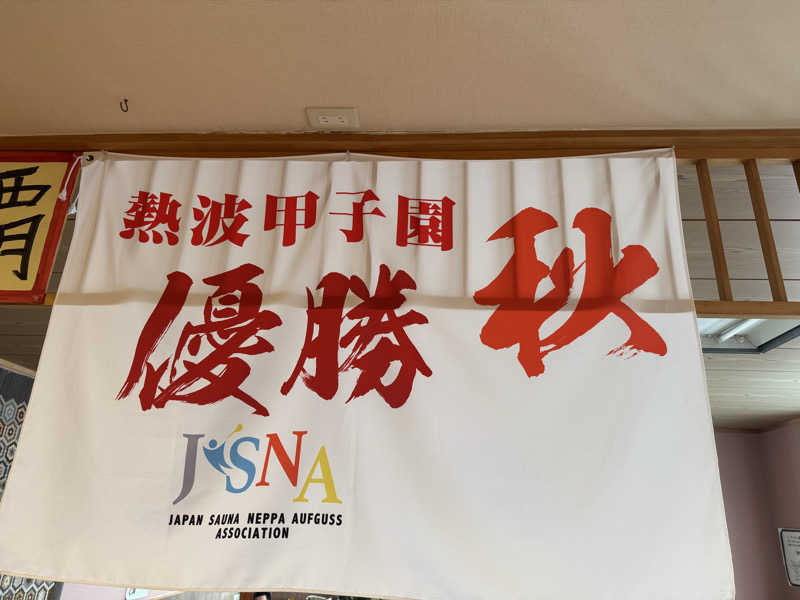 熱波甲子園
優勝
秋
JSNA
JAPAN SAUNA NEPPA AUFGUSS
ASSOCIATION